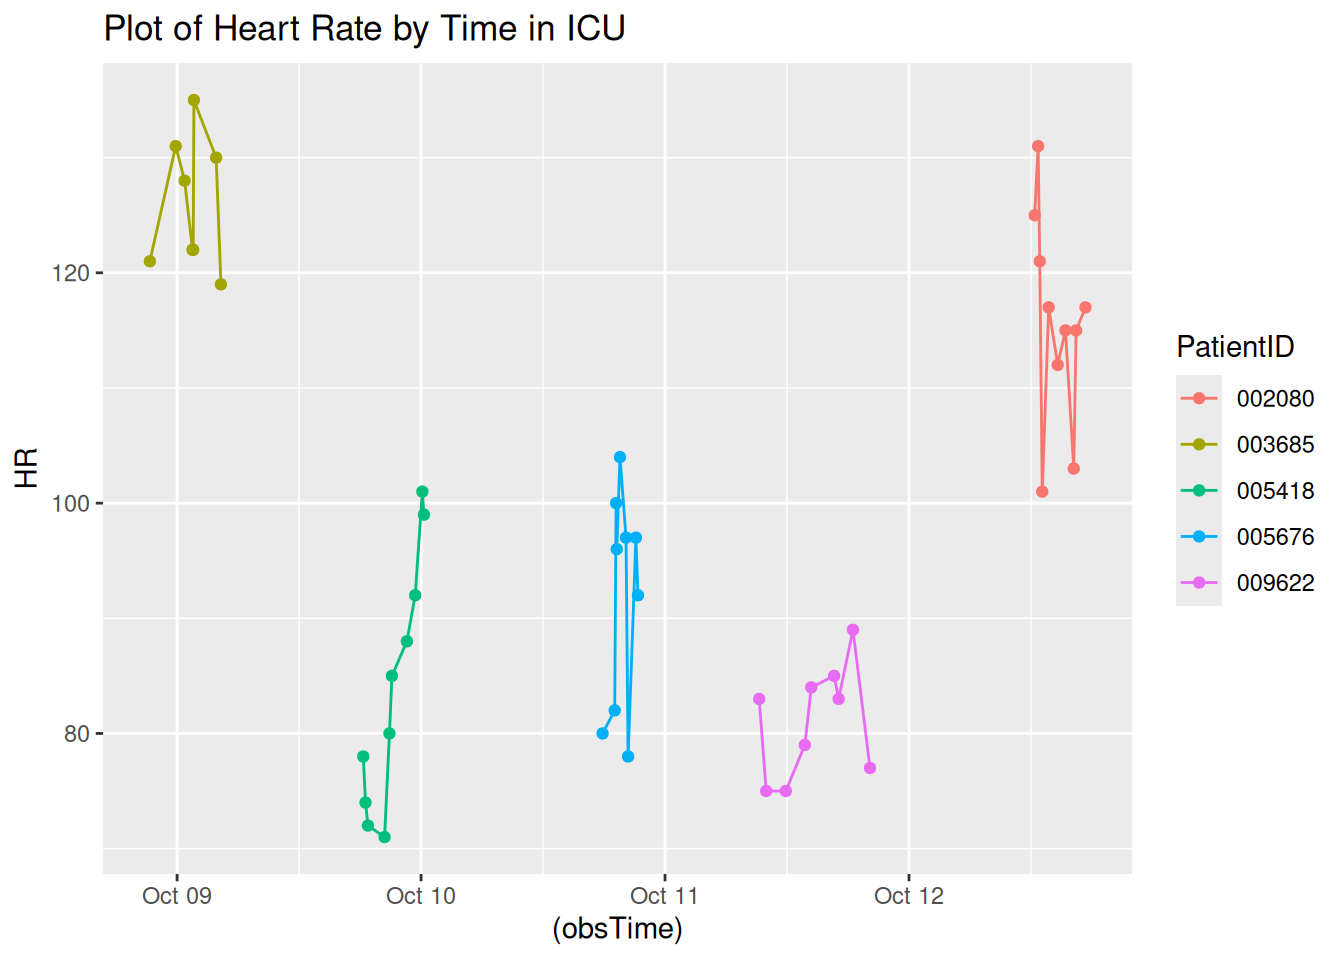 Plot of Heart Rate by Time in ICU
HR
120
100
80
Oct 09
Oct 10
Oct 11
Oct 12
(obsTime)
PatientID
002080
003685
005418
005676
009622